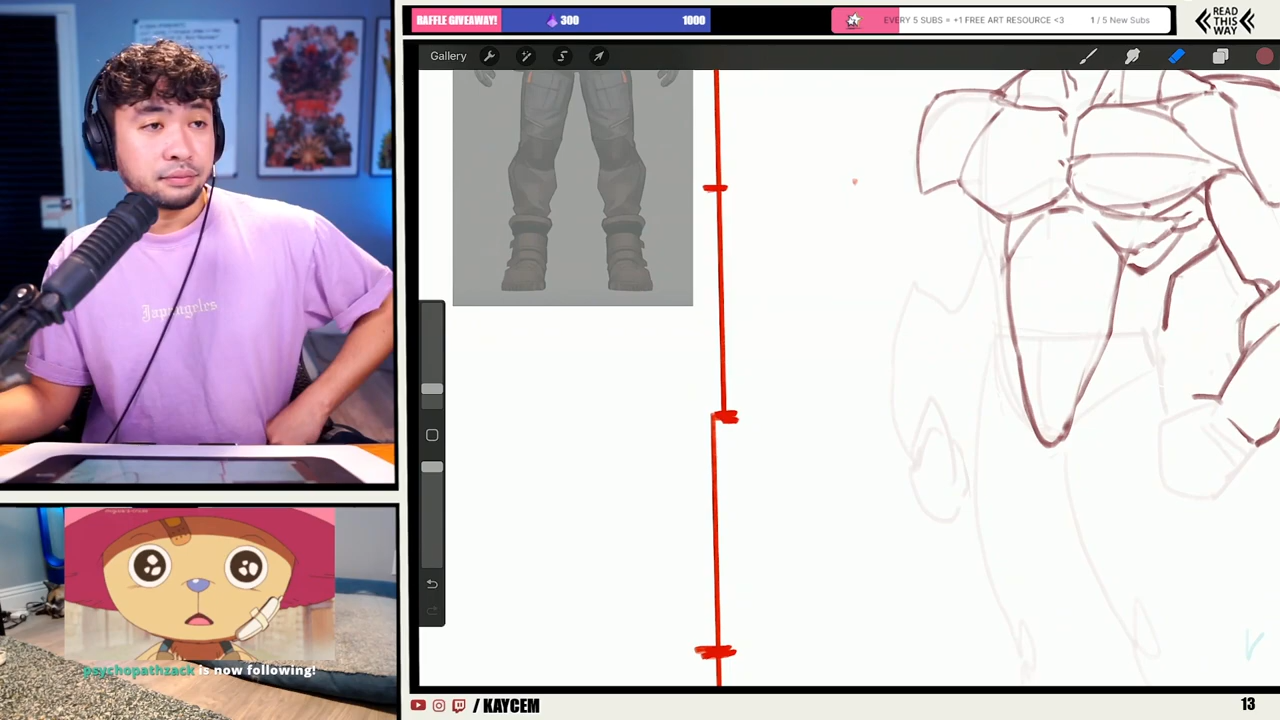 RAFFLE GIVEAWAY!
300
1000
EVERY 5 SUBS = +1 FREE ART RESOURCE <3
1 / 5 New Subs
READ
THIS
WAY
Gallery
Japangeles
psychopathzack is now following!
/ KAYCEM
13